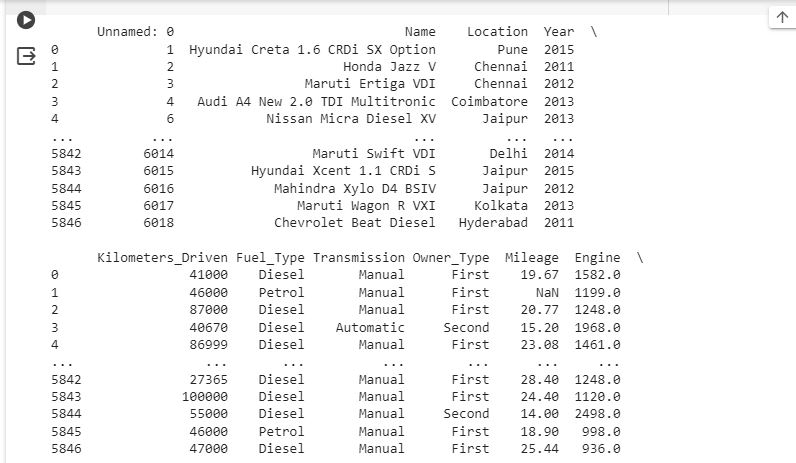 Unnamed: 0 Name Location Year \
0 1 Hyundai Creta 1.6 CRDi SX Option Pune 2015
1 2 Honda Jazz V Chennai 2011
2 3 Maruti Ertiga VDI Chennai 2012
3 4 Audi A4 New 2.0 TDI Multitronic Coimbatore 2013
4 6 Nissan Micra Diesel XV Jaipur 2013
... ... ... ... ...
5842 6014 Maruti Swift VDI Delhi 2014
5843 6015 Hyundai Xcent 1.1 CRDi S Jaipur 2015
5844 6016 Mahindra Xylo D4 BSIV Jaipur 2012
5845 6017 Maruti Wagon R VXI Kolkata 2013
5846 6018 Chevrolet Beat Diesel Hyderabad 2011
Kilometers_Driven Fuel_Type Transmission Owner_Type Mileage Engine \
0 41000 Diesel Manual First 19.67 1582.0
1 46000 Petrol Manual First NaN 1199.0
2 87000 Diesel Manual First 20.77 1248.0
3 40670 Diesel Automatic Second 15.20 1968.0
4 86999 Diesel Manual First 23.08 1461.0
... ... ... ... ... ... ...
5842 27365 Diesel Manual First 28.40 1248.0
5843 100000 Diesel Manual First 24.40 1120.0
5844 55000 Diesel Manual Second 14.00 2498.0
5845 46000 Petrol Manual First 18.90 998.0
5846 47000 Diesel Manual First 25.44 936.0